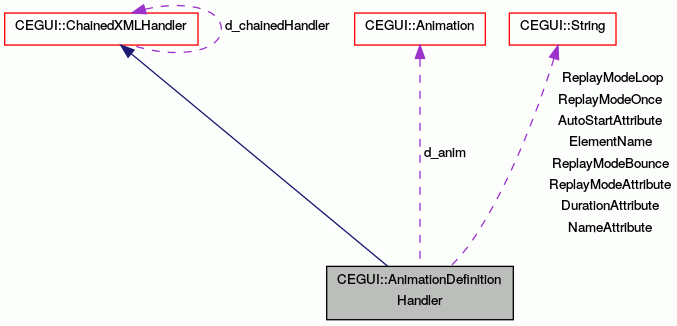 CEGUI::ChainedXMLHandler
d_chainedHandler
CEGUI::Animation
CEGUI::String
ReplayModeLoop
ReplayModeOnce
AutoStartAttribute
ElementName
ReplayModeBounce
ReplayModeAttribute
DurationAttribute
NameAttribute
d_anim
CEGUI::AnimationDefinition
Handler